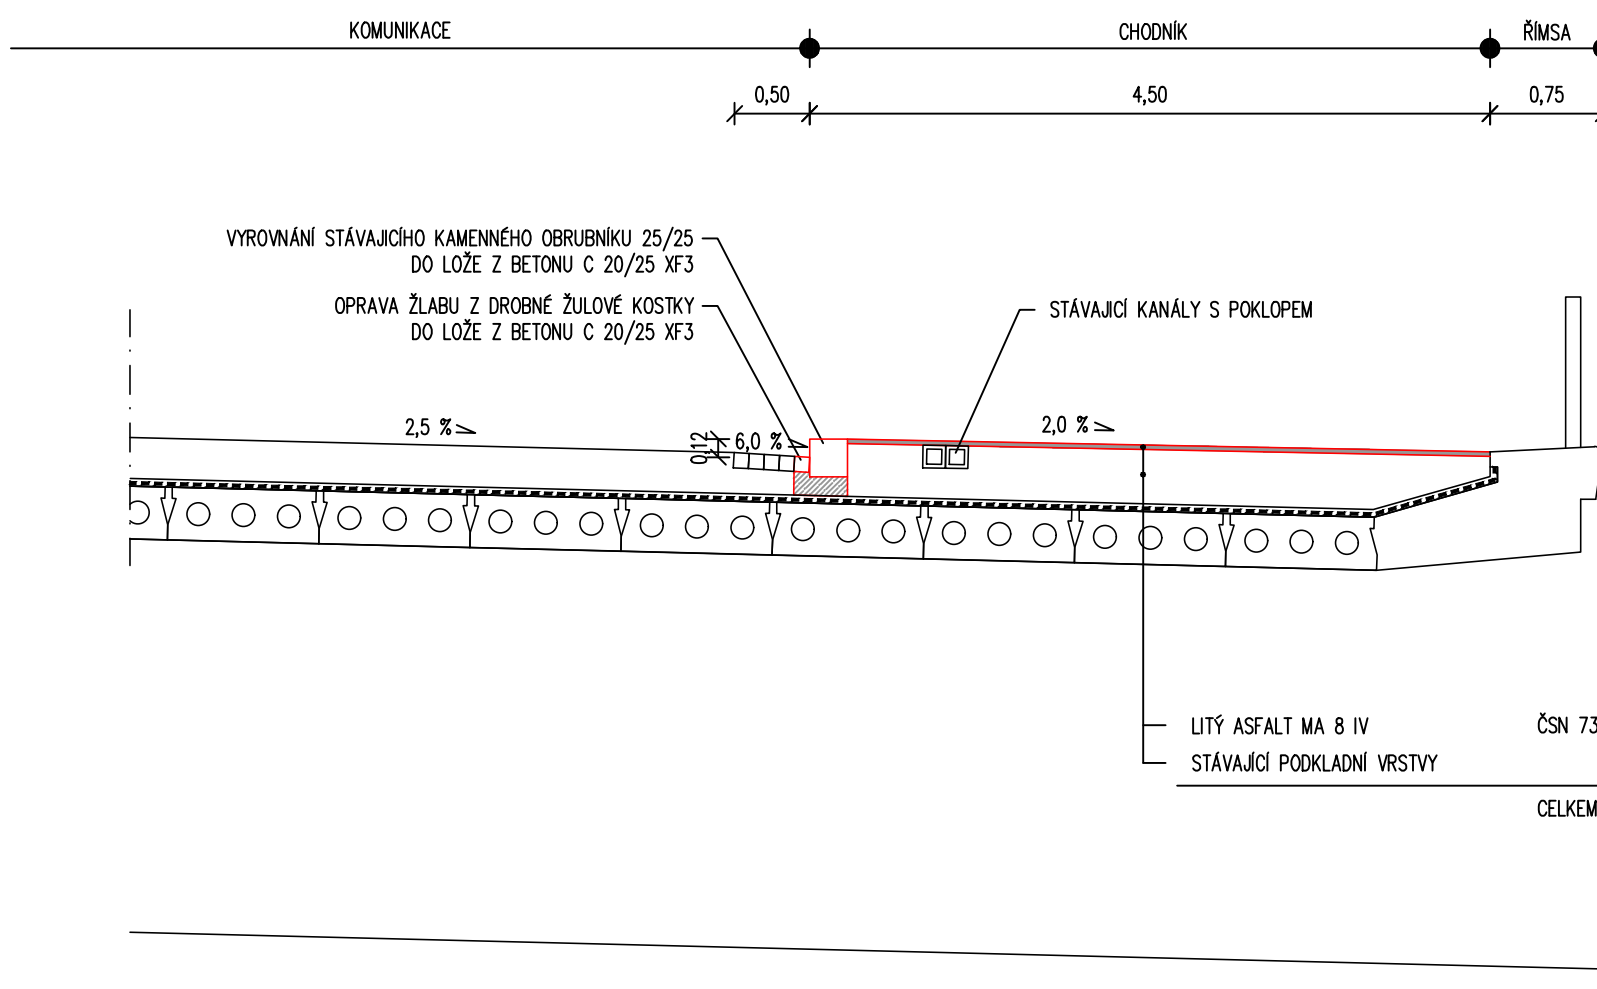 KOMUNIKACE
CHODNÍK
ŘÍMSA
0,50
4,50
0,75
VYROVNÁNÍ STÁVAJICÍHO KAMENNÉHO OBRUBNÍKU 25/25
DO LOŽE Z BETONU C 20/25 XF3
OPRAVA ŽLABU Z DROBNÉ ŽULOVÉ KOSTKY
DO LOŽE Z BETONU C 20/25 XF3
STÁVAJICÍ KANÁLY S POKLOPEM
2,5 %
0,12
6,0 %
2,0 %
LITÝ ASFALT MA 8 IV
ČSN 73
STÁVAJÍCÍ PODKLADNÍ VRSTVY
CELKEM